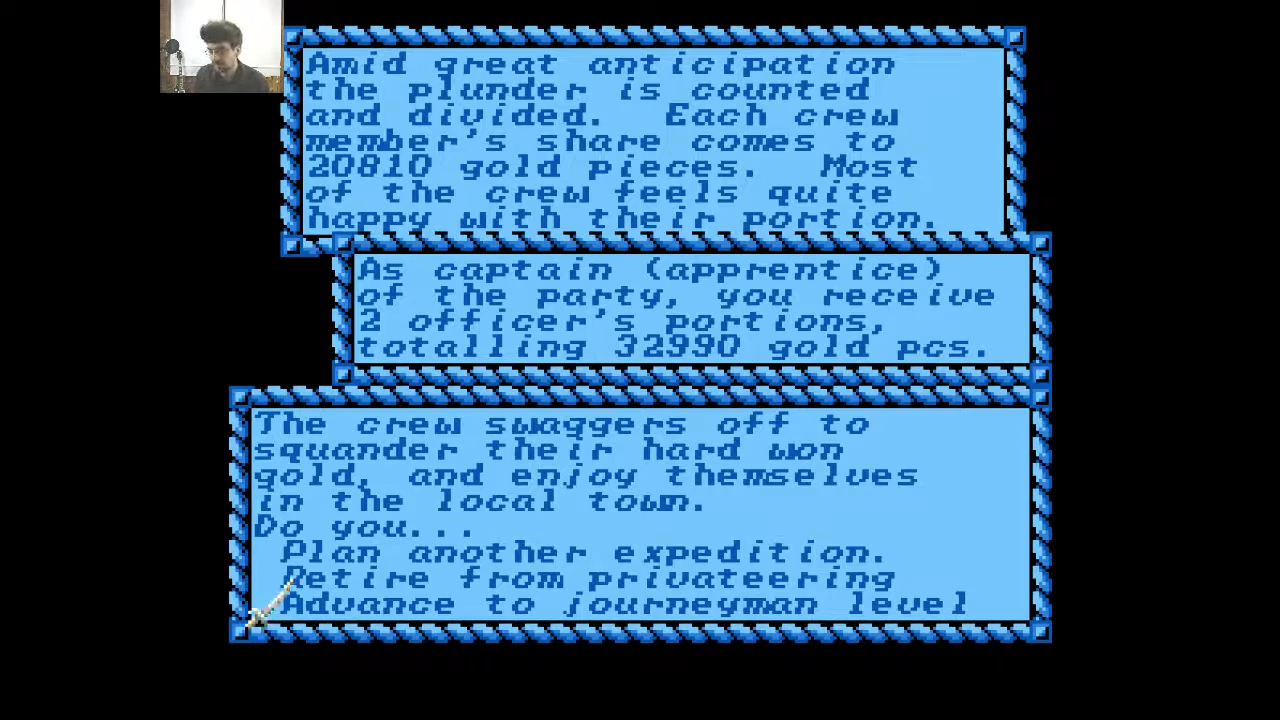 Amid great anticipation
the plunder is counted
and divided.  Each crew
member's share comes to
20810 gold pieces.  Most
of the crew feels quite
happy with their portion.
As captain (apprentice)
of the party, you receive
2 officer's portions,
totalling 32990 gold pcs.
The crew swaggers off to
squander their hard won
gold, and enjoy themselves
in the local town.
Do you...
Plan another expedition.
Retire from privateering
Advance to journeyman level